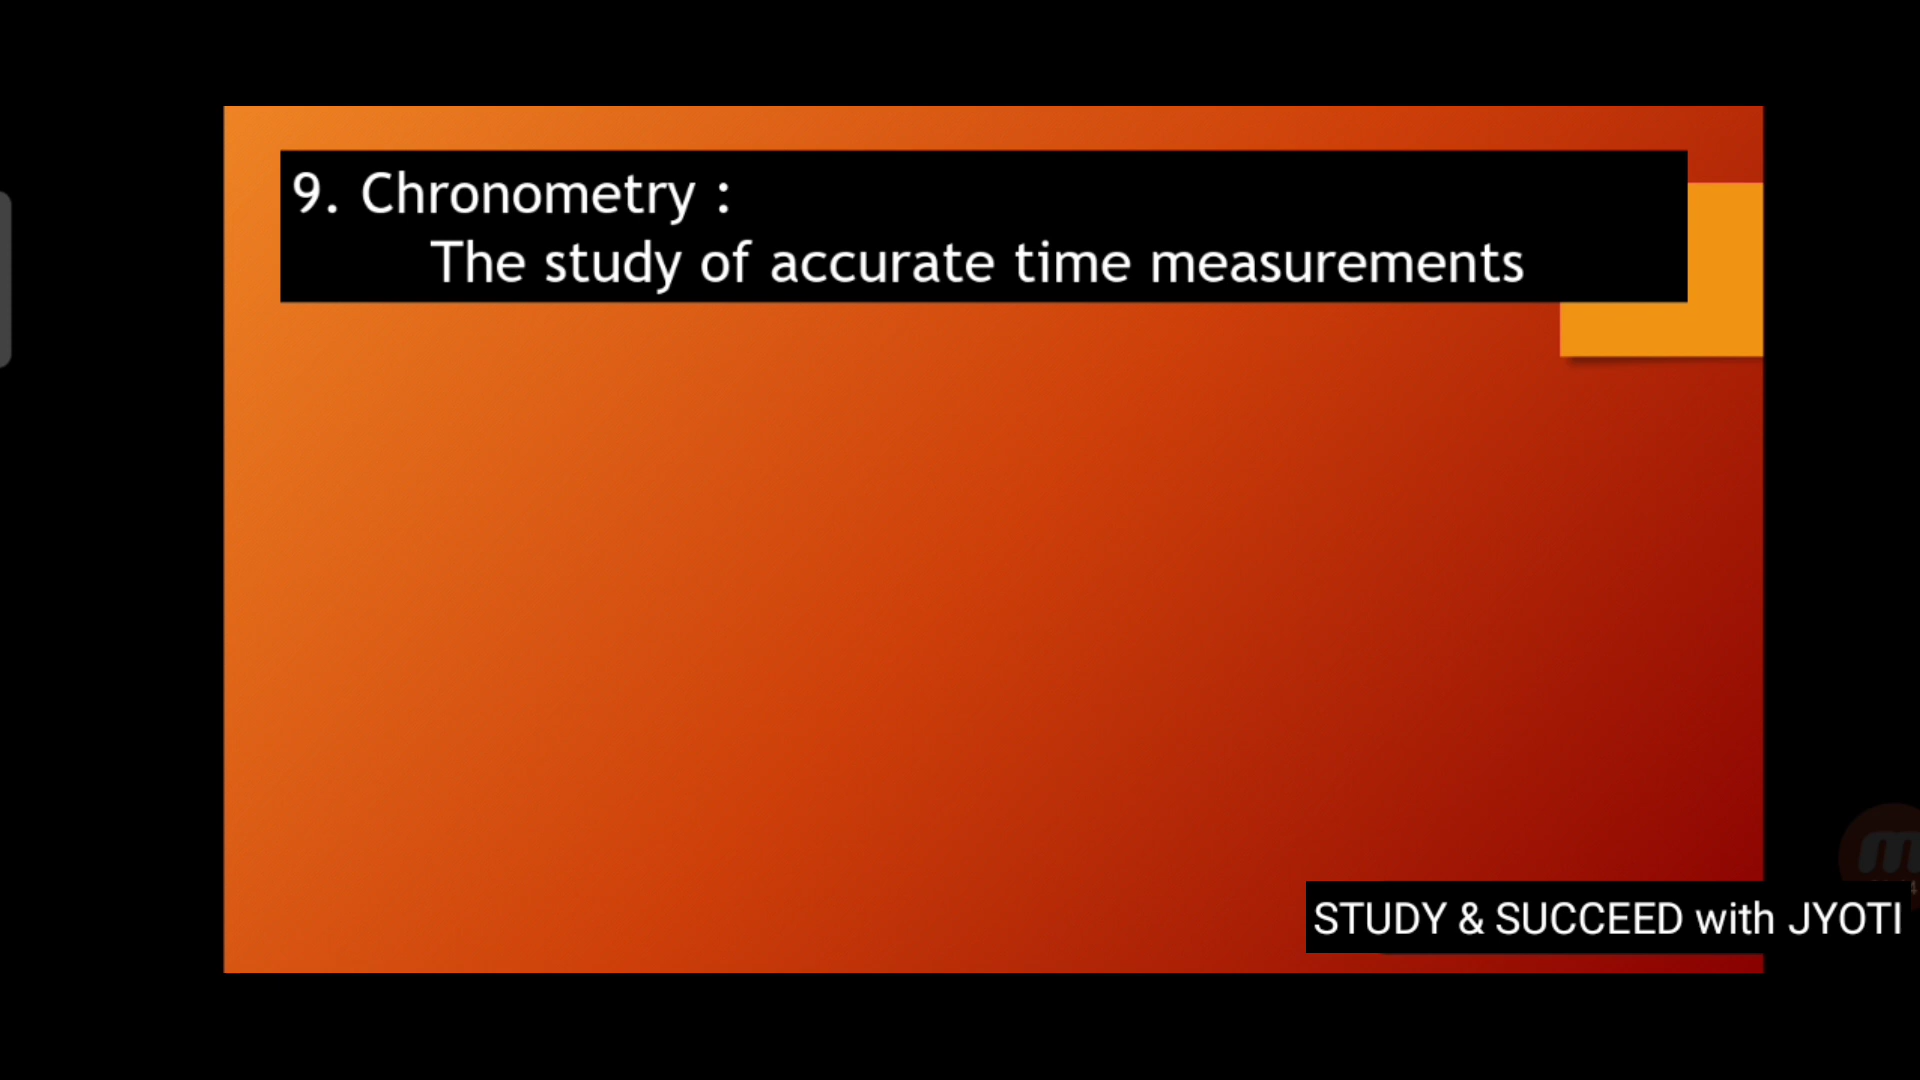 9. Chronometry :
The study of accurate time measurements
STUDY & SUCCEED with JYOTI